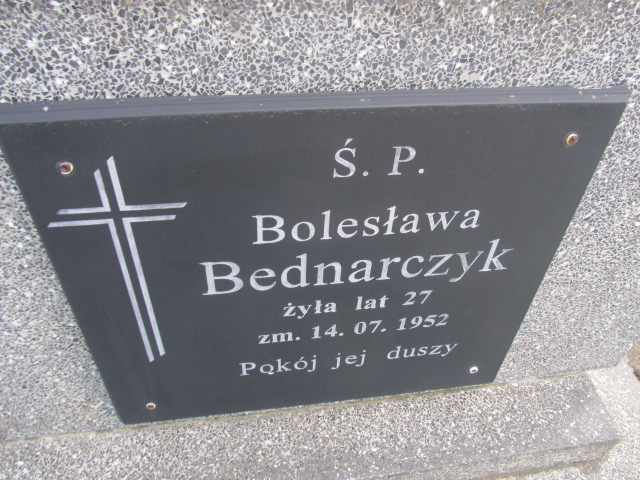 Ś. P.
Bolesława
Bednarczyk
żyła lat 27
zm. 14. 07. 1952
Pokój jej duszy